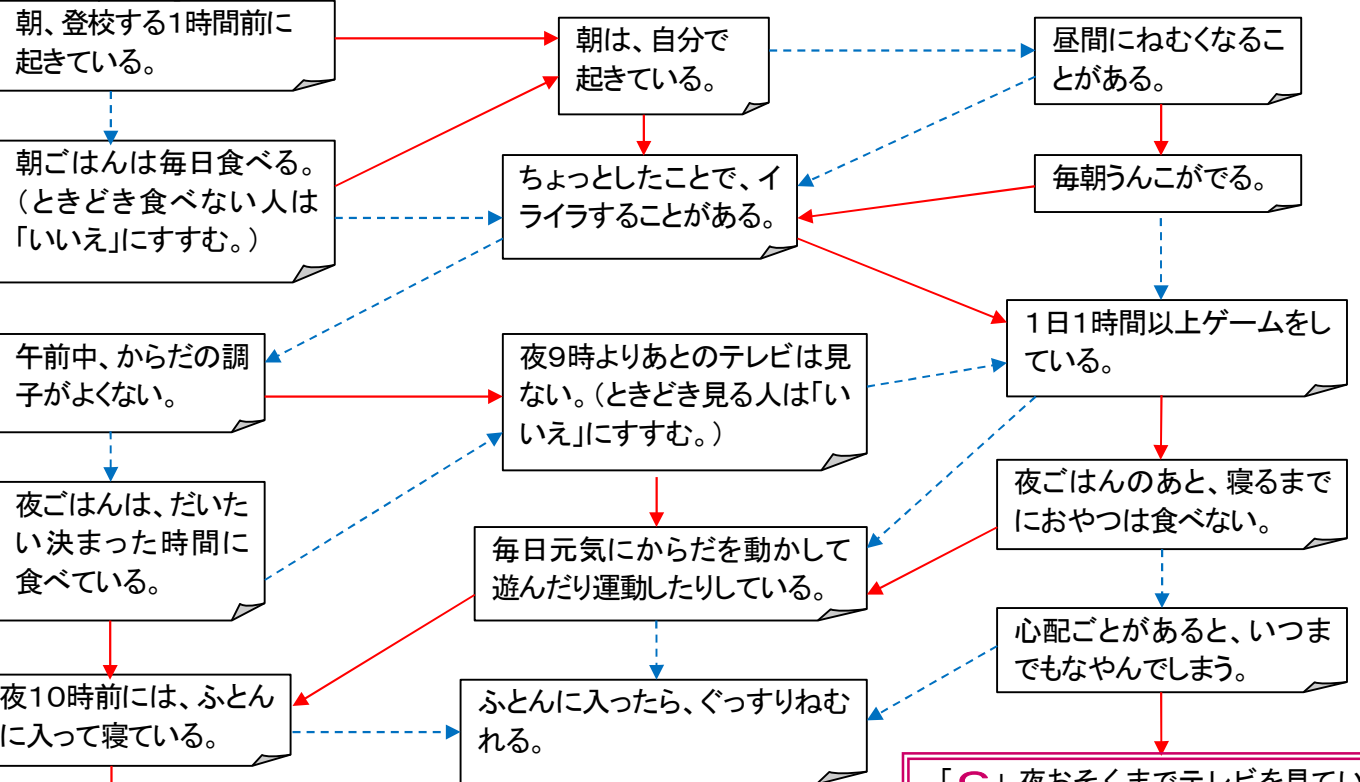 朝、登校する1時間前に
起きている。
朝は、自分で
起きている。
昼間にねむくなるこ
とがある。
朝ごはんは毎日食べる。
(ときどき食べない人は
「いいえ」にすすむ。)
ちょっとしたことで、イ
ライラすることがある。
毎朝うんこがでる。
午前中、からだの調
子がよくない。
夜9時よりあとのテレビは見
ない。(ときどき見る人は「い
いえ」にすすむ。)
1日1時間以上ゲームをし
ている。
夜ごはんは、だいた
い決まった時間に
食べている。
毎日元気にからだを動かして
遊んだり運動したりしている。
夜ごはんのあと、寝るまで
におやつは食べない。
心配ごとがあると、いつま
でもなやんでしまう。
夜10時前には、ふとん
に入って寝ている。
ふとんに入ったら、ぐっすりねむ
れる。
「C」夜おそくまでテレビを見てい